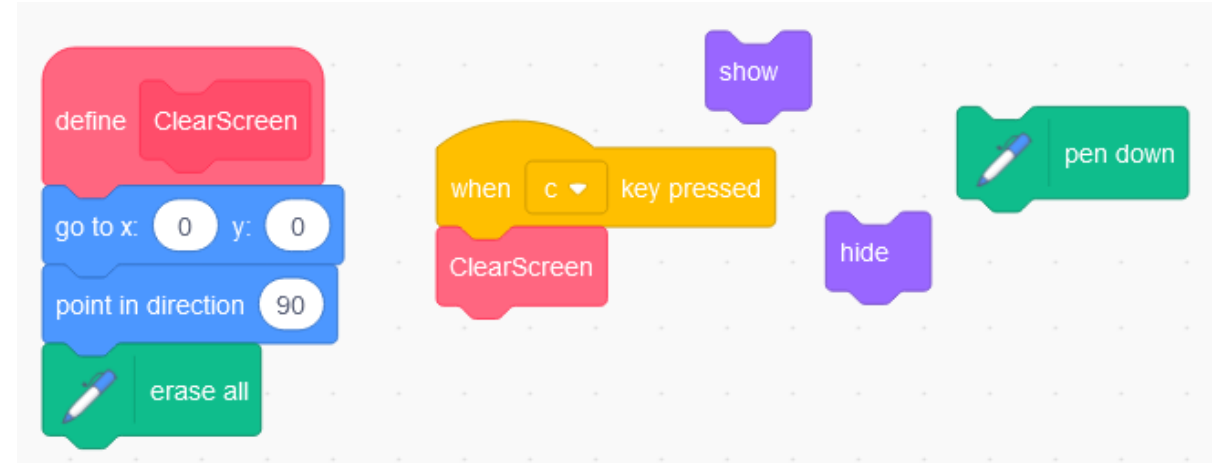 define ClearScreen
go to x: 0 y: 0
point in direction 90
erase all
when c key pressed
ClearScreen
show
hide
pen down